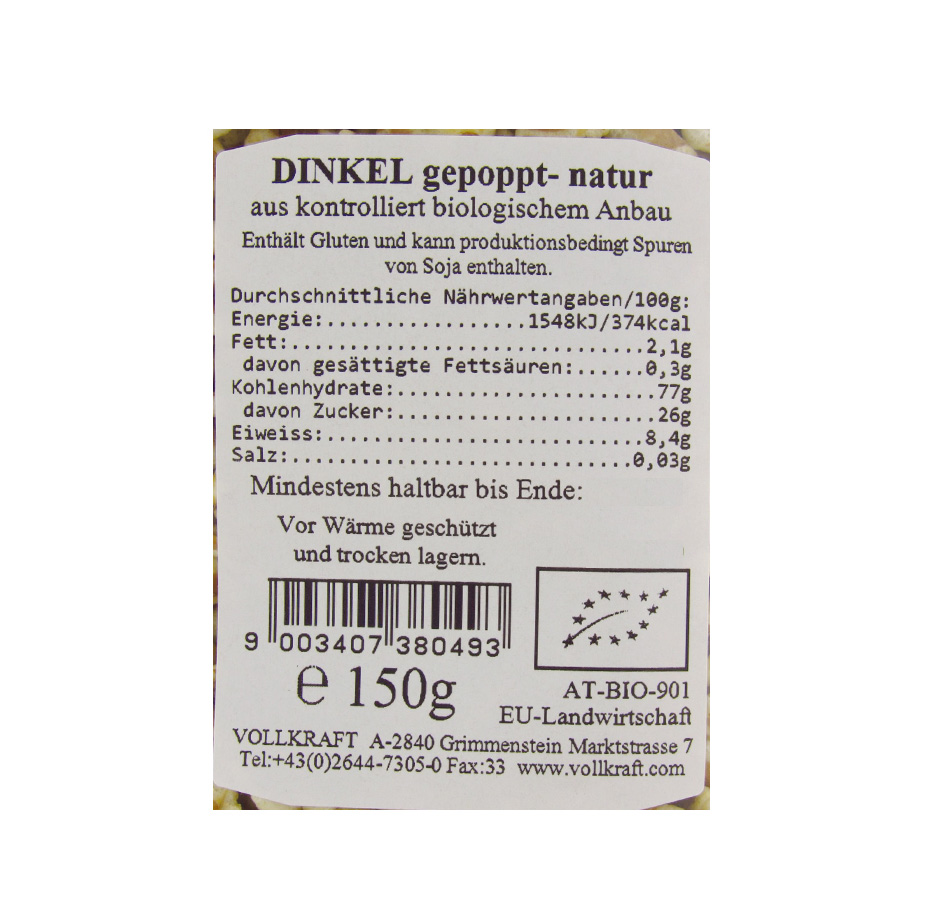 DINKEL gepoppt- natur
aus kontrolliert biologischem Anbau
Enthält Gluten und kann produktionsbedingt Spuren
von Soja enthalten.
Durchschnittliche Nährwertangaben/100g:
Energie:.................1548kJ/374kcal
Fett:..............................2,1g
davon gesättigte Fettsäuren:......0,3g
Kohlenhydrate:......................77g
davon Zucker:......................26g
Eiweiss:...........................8,4g
Salz:.............................0,03g
Mindestens haltbar bis Ende:
Vor Wärme geschützt
und trocken lagern.
9 003407 380493
e 150g
AT-BIO-901
EU-Landwirtschaft
VOLLKRAFT A-2840 Grimmenstein Marktstrasse 7
Tel:+43(0)2644-7305-0 Fax:33 www.vollkraft.com